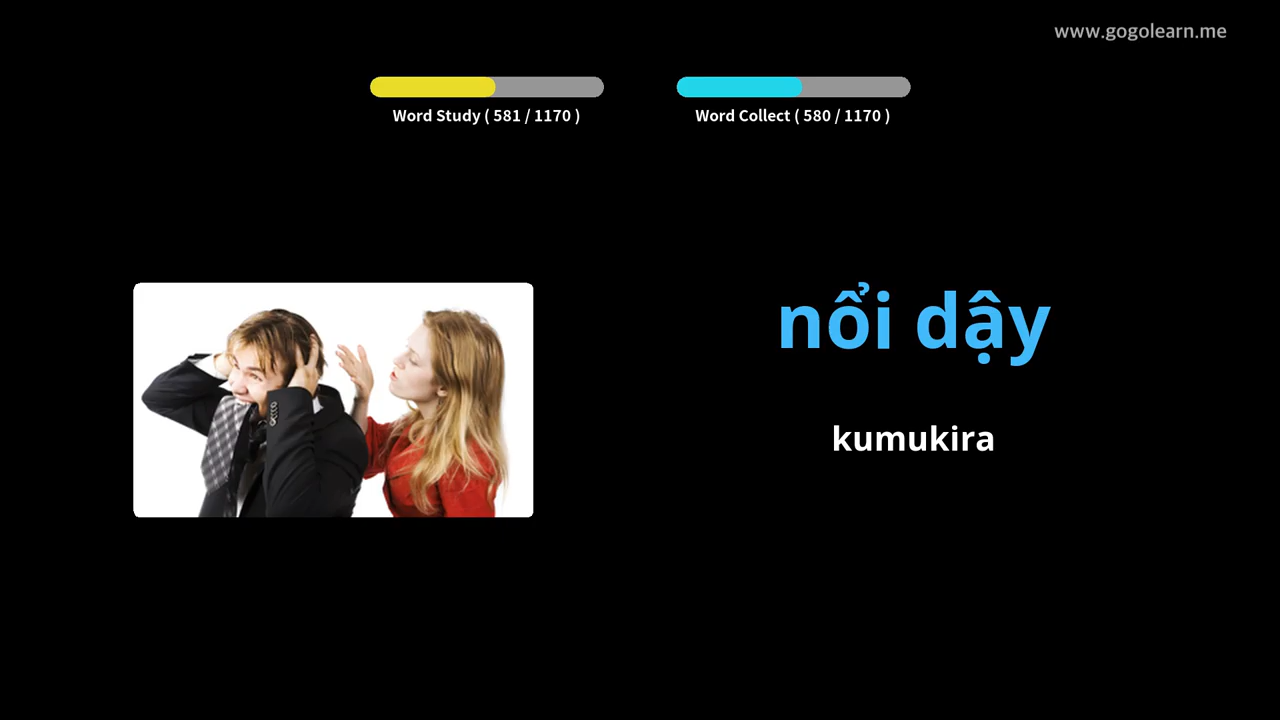 www.gogolearn.me
Word Study ( 581 / 1170 )
Word Collect ( 580 / 1170 )
nổi dậy
kumukira